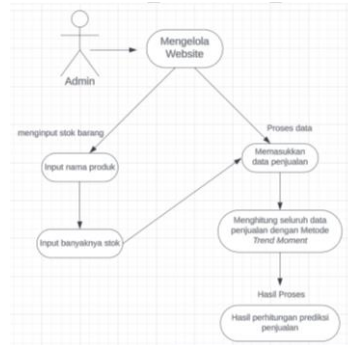 Mengelola
Website
Admin
menginput stok barang
Proses data
Input nama produk
Memasukkan
data penjualan
Input banyaknya stok
Menghitung seluruh data
penjualan dengan Metode
Trend Moment
Hasil Proses
Hasil perhitungan prediksi
penjualan